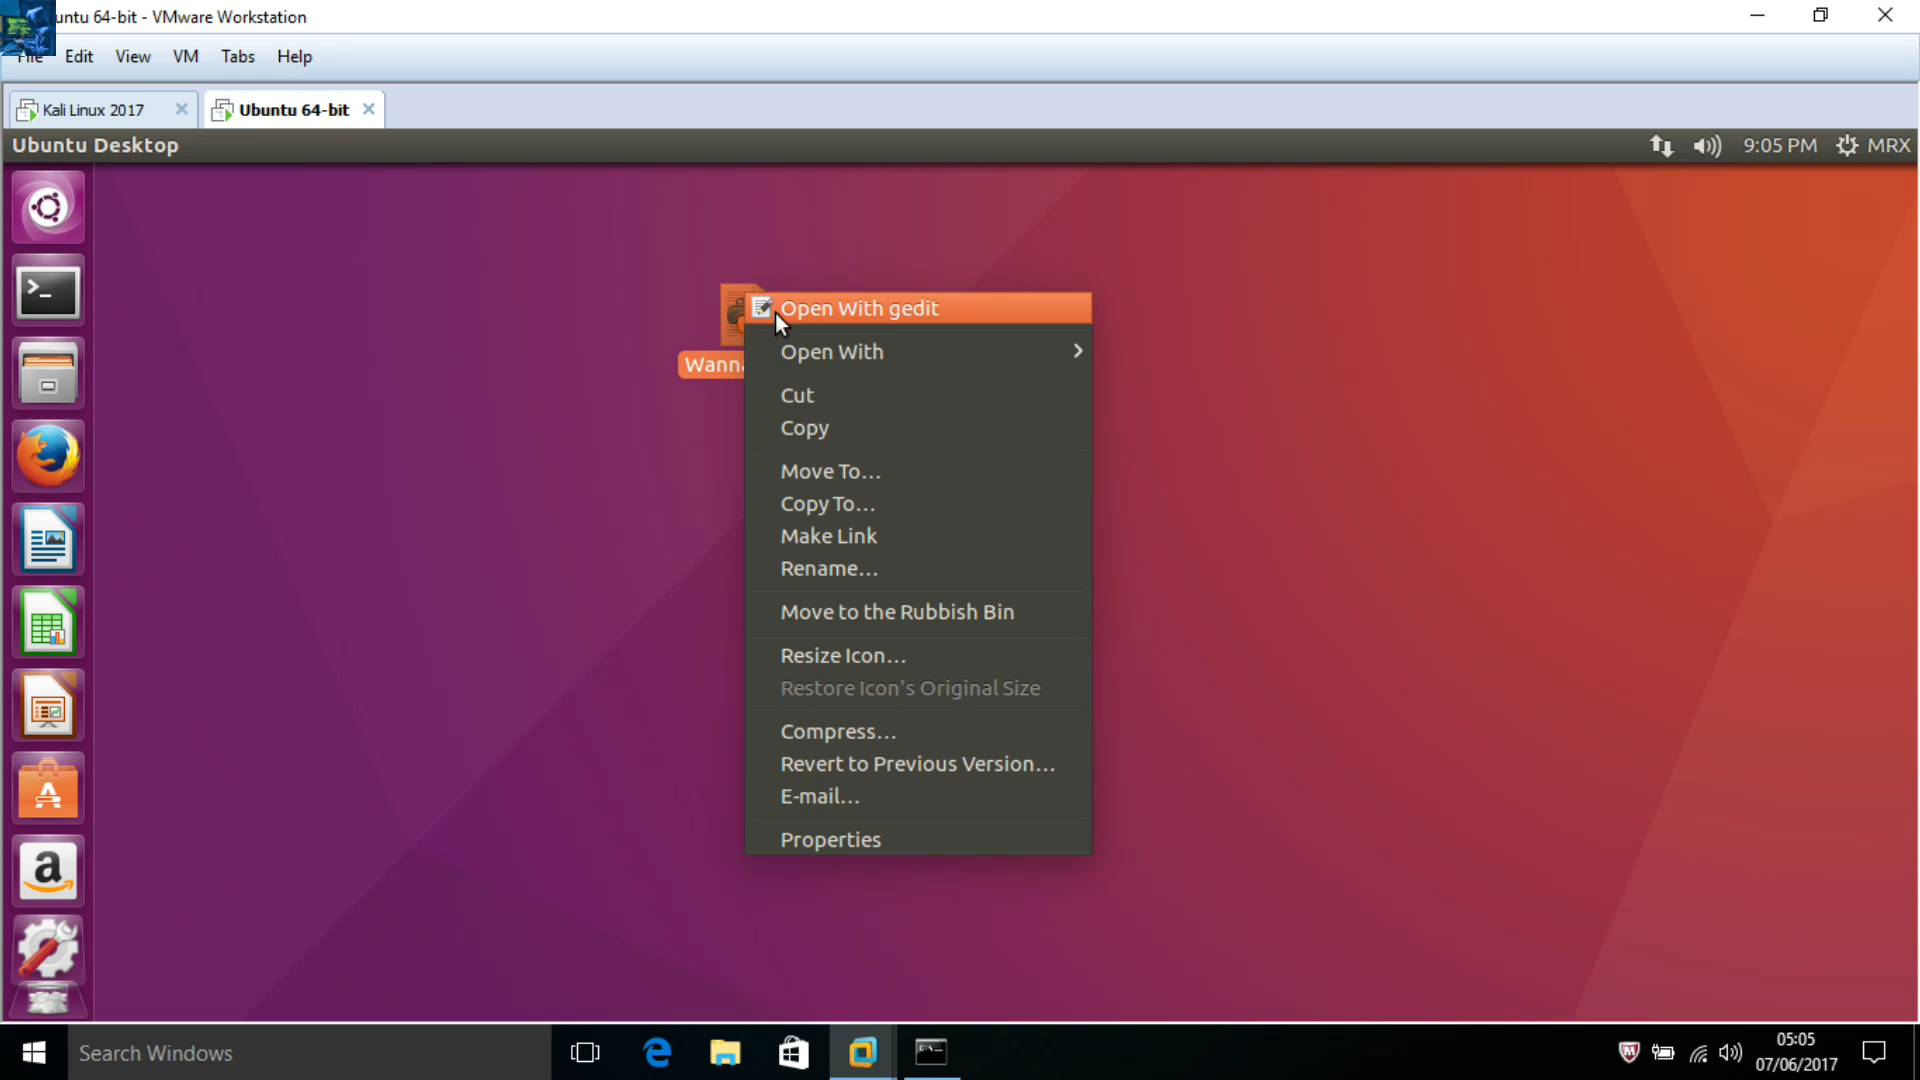 untu 64-bit - VMware Workstation
File Edit View VM Tabs Help
Kali Linux 2017 Ubuntu 64-bit
Ubuntu Desktop 9:05 PM MRX
Open With gedit
Open With
Wanna
Cut
Copy
Move To...
Copy To...
Make Link
Rename...
Move to the Rubbish Bin
Resize Icon...
Restore Icon's Original Size
Compress...
Revert to Previous Version...
E-mail...
Properties
Search Windows
05:05
07/06/2017